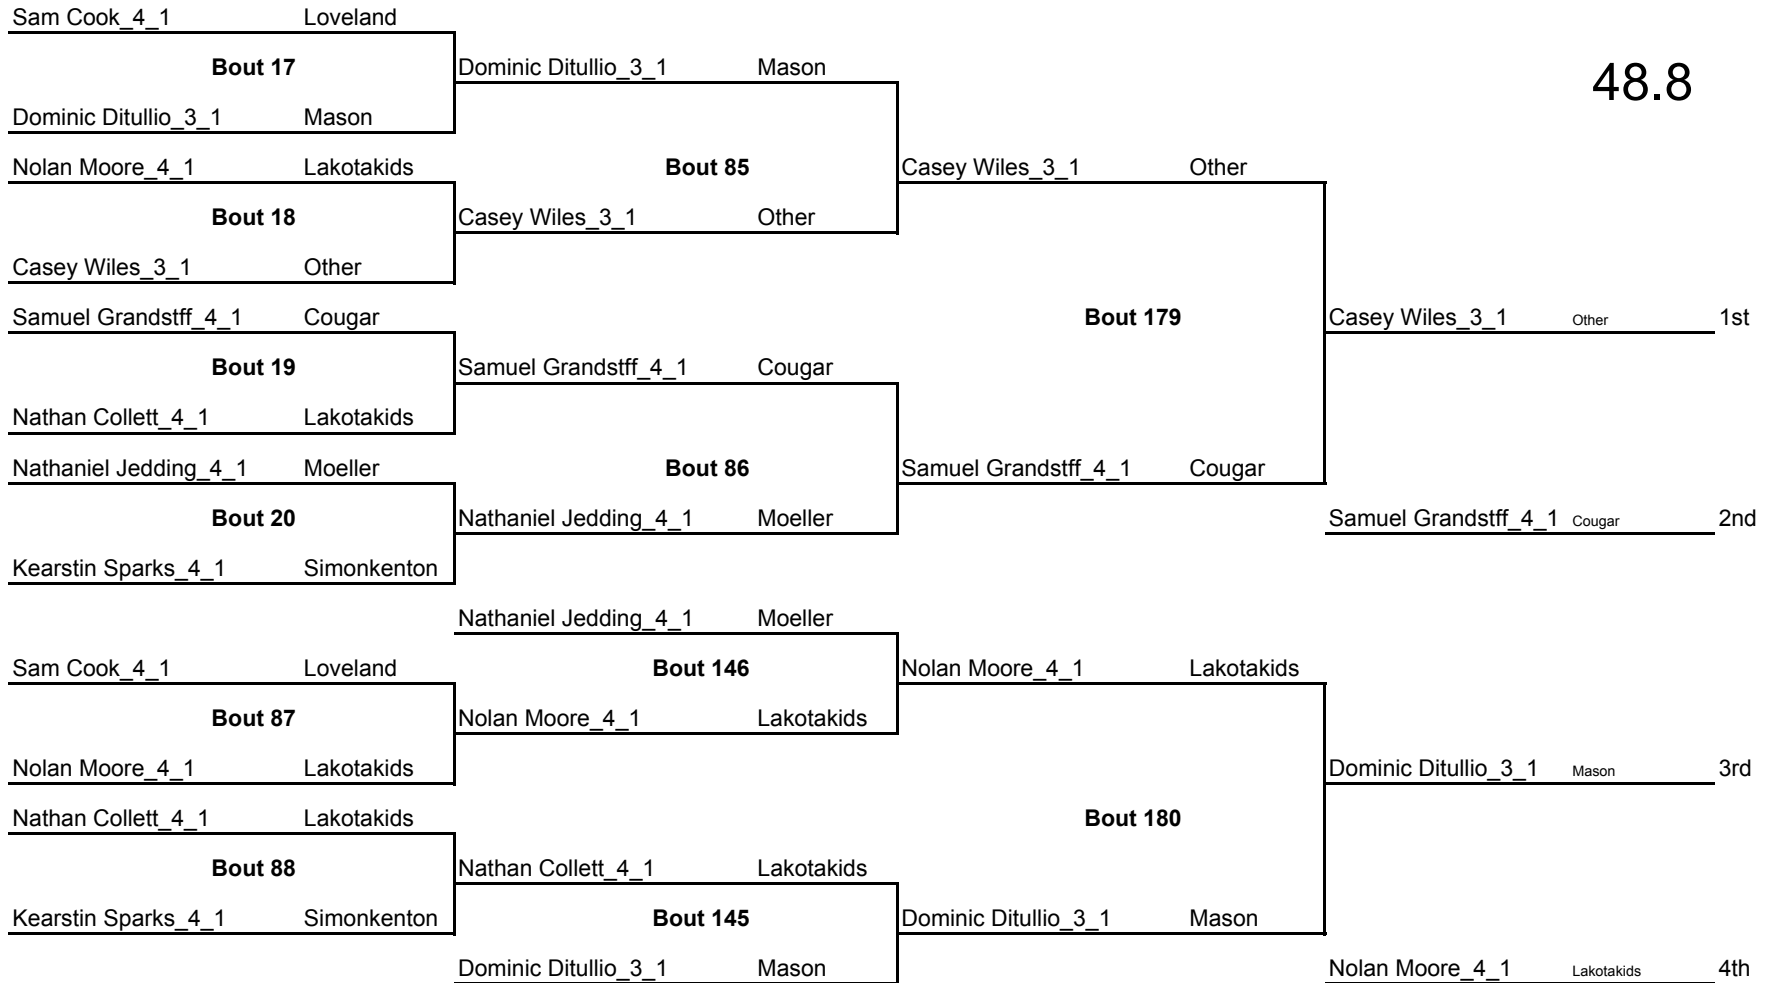 Sam Cook_4_1 Loveland
Bout 17 Dominic Ditullio_3_1 Mason
48.8
Dominic Ditullio_3_1 Mason
Nolan Moore_4_1 Lakotakids Bout 85 Casey Wiles_3_1 Other
Bout 18 Casey Wiles_3_1 Other
Casey Wiles_3_1 Other
Samuel Grandstff_4_1 Cougar Bout 179 Casey Wiles_3_1 Other 1st
Bout 19 Samuel Grandstff_4_1 Cougar
Nathan Collett_4_1 Lakotakids
Nathaniel Jedding_4_1 Moeller Bout 86 Samuel Grandstff_4_1 Cougar
Bout 20 Nathaniel Jedding_4_1 Moeller Samuel Grandstff_4_1 Cougar 2nd
Kearstin Sparks_4_1 Simonkenton
Nathaniel Jedding_4_1 Moeller
Sam Cook_4_1 Loveland Bout 146 Nolan Moore_4_1 Lakotakids
Bout 87 Nolan Moore_4_1 Lakotakids
Nolan Moore_4_1 Lakotakids Dominic Ditullio_3_1 Mason 3rd
Nathan Collett_4_1 Lakotakids Bout 180
Bout 88 Nathan Collett_4_1 Lakotakids
Kearstin Sparks_4_1 Simonkenton Bout 145 Dominic Ditullio_3_1 Mason
Dominic Ditullio_3_1 Mason Nolan Moore_4_1 Lakotakids 4th